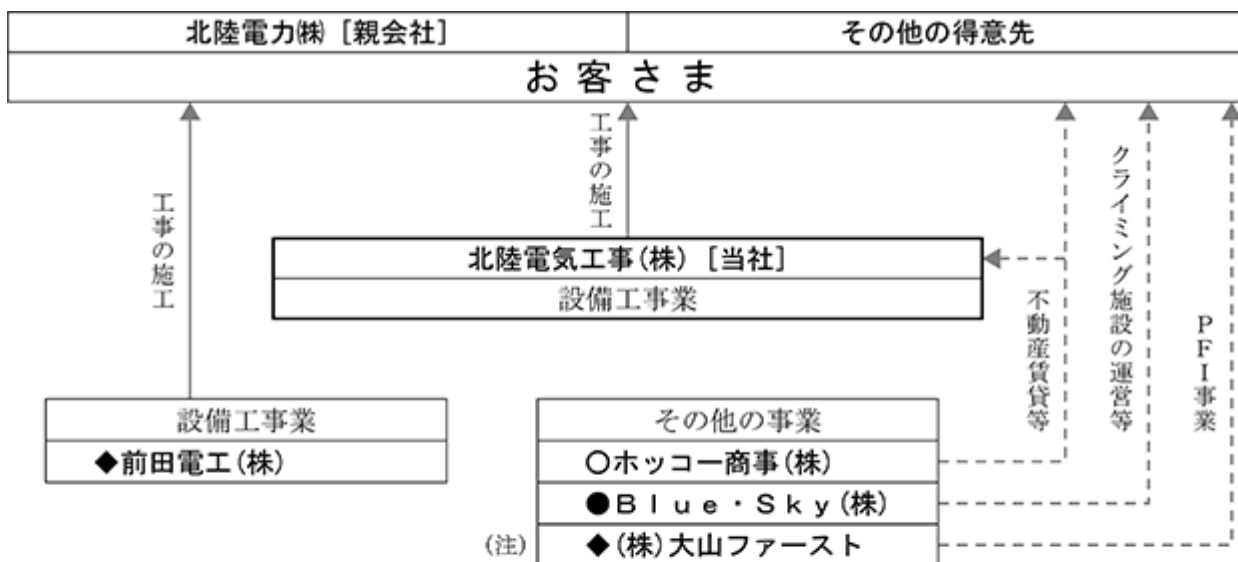 北陸電力㈱［親会社］
その他の得意先
お客さま
工事の施工
工事の施工
北陸電気工事(株)［当社］
設備工事業
不動産賃貸等
クライミング施設の運営等
ＰＦＩ事業
設備工事業
◆前田電工(株)
その他の事業
○ホッコー商事(株)
●Ｂｌｕｅ・Ｓｋｙ(株)
(注)
◆(株)大山ファースト